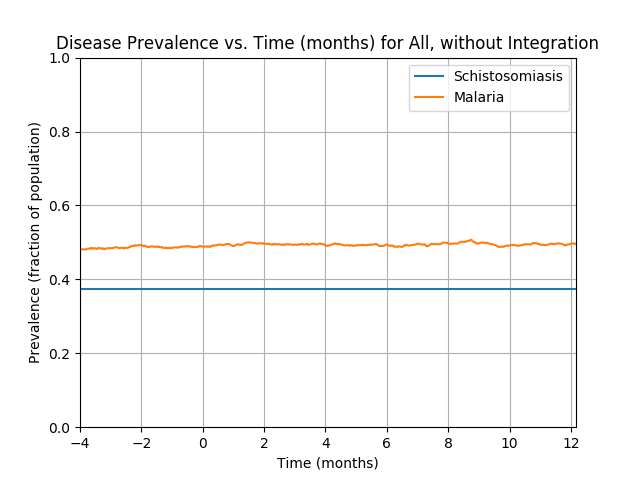 Disease Prevalence vs. Time (months) for All, without Integration
Prevalence (fraction of population)
1.0
0.8
0.6
0.4
0.2
0.0
Schistosomiasis
Malaria
−4 −2 0 2 4 6 8 10 12
Time (months)